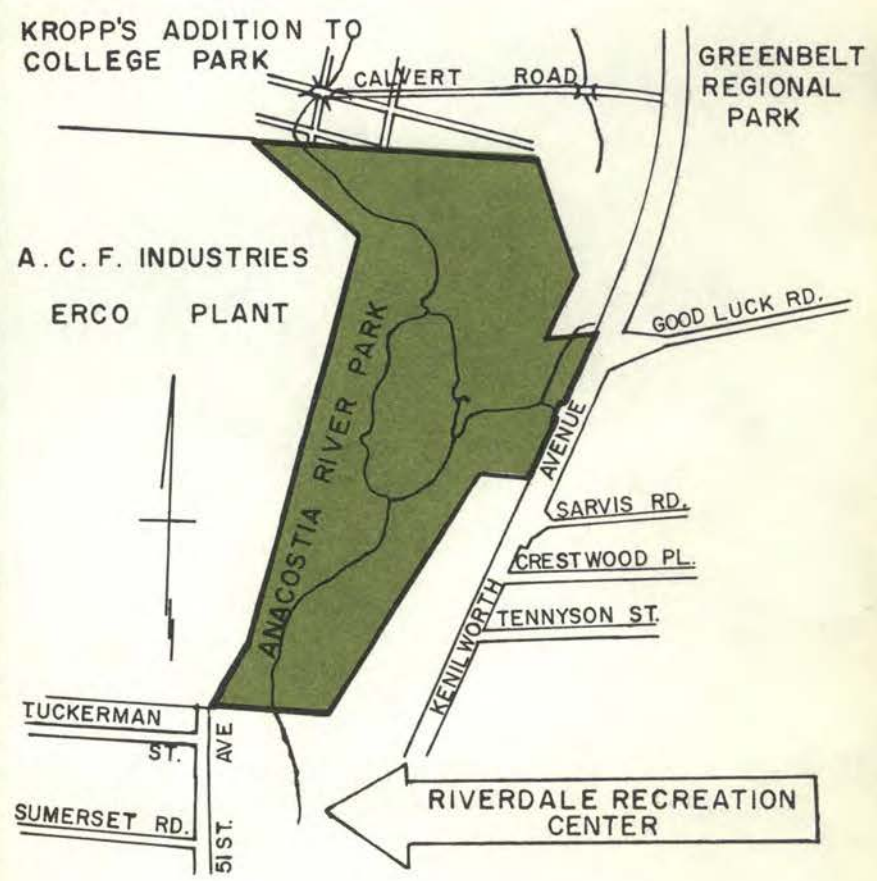 KROPP'S ADDITION TO
COLLEGE PARK
CALVERT ROAD
GREENBELT
REGIONAL
PARK
A.C.F. INDUSTRIES
ERCO PLANT
ANACOSTIA RIVER PARK
GOOD LUCK RD.
KENILWORTH AVENUE
SARVIS RD.
CRESTWOOD PL.
TENNYSON ST.
TUCKERMAN
ST.
51 ST. AVE
SUMERSET RD.
RIVERDALE RECREATION
CENTER